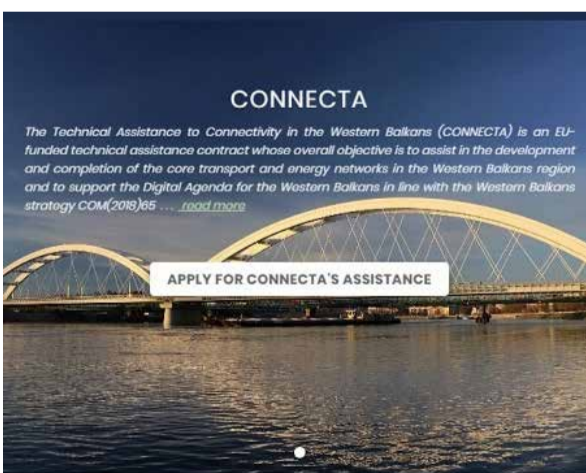 CONNECTA
The Technical Assistance to Connectivity in the Western Balkans (CONNECTA) is an EU-
funded technical assistance contract whose overall objective is to assist in the development
and completion of the core transport and energy networks in the Western Balkans region
and to support the Digital Agenda for the Western Balkans in line with the Western Balkans
strategy COM(2018)65 ... read more
APPLY FOR CONNECTA'S ASSISTANCE